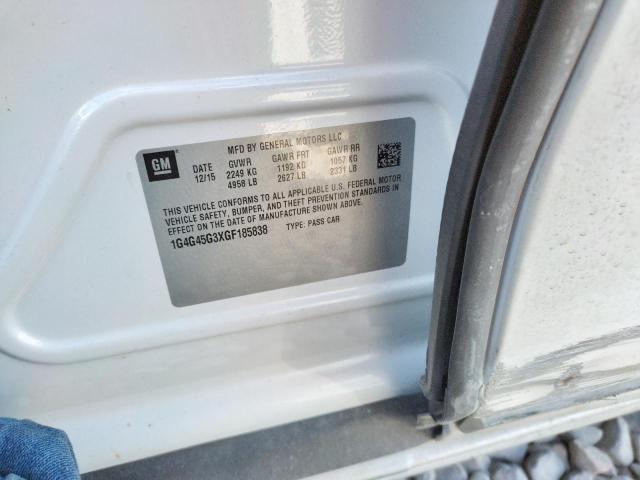 GM
MFD BY GENERAL MOTORS LLC
DATE GVWR GAWR FRT GAWR RR
12/15 2249 KG 1192 KG 1057 KG
4958 LB 2627 LB 2331 LB
THIS VEHICLE CONFORMS TO ALL APPLICABLE U.S. FEDERAL MOTOR
VEHICLE SAFETY, BUMPER, AND THEFT PREVENTION STANDARDS IN
EFFECT ON THE DATE OF MANUFACTURE SHOWN ABOVE.
1G4G45G3XGF185838 TYPE: PASS CAR